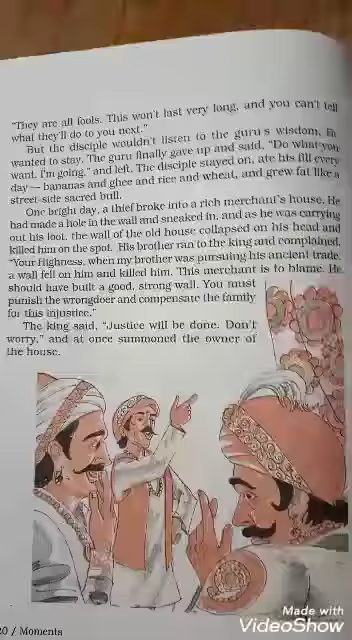 "They are all fools. This won't last very long, and you can't tell
what they'll do to you next."
But the disciple wouldn't listen to the guru's wisdom. He
wanted to stay. The guru finally gave up and said, "Do what you
want. I'm going," and left. The disciple stayed on, ate his fill every
day — bananas and ghee and rice and wheat, and grew fat like a
street-side sacred bull.
One bright day, a thief broke into a rich merchant's house. He
had made a hole in the wall and sneaked in, and as he was carrying
out his loot, the wall of the old house collapsed on his head and
killed him on the spot. His brother ran to the king and complained,
"Your Highness, when my brother was pursuing his ancient trade,
a wall fell on him and killed him. This merchant is to blame. He
should have built a good, strong wall. You must
punish the wrongdoer and compensate the family
for this injustice."
The king said, "Justice will be done. Don't
worry," and at once summoned the owner of
the house.
20 / Moments
Made with
VideoShow